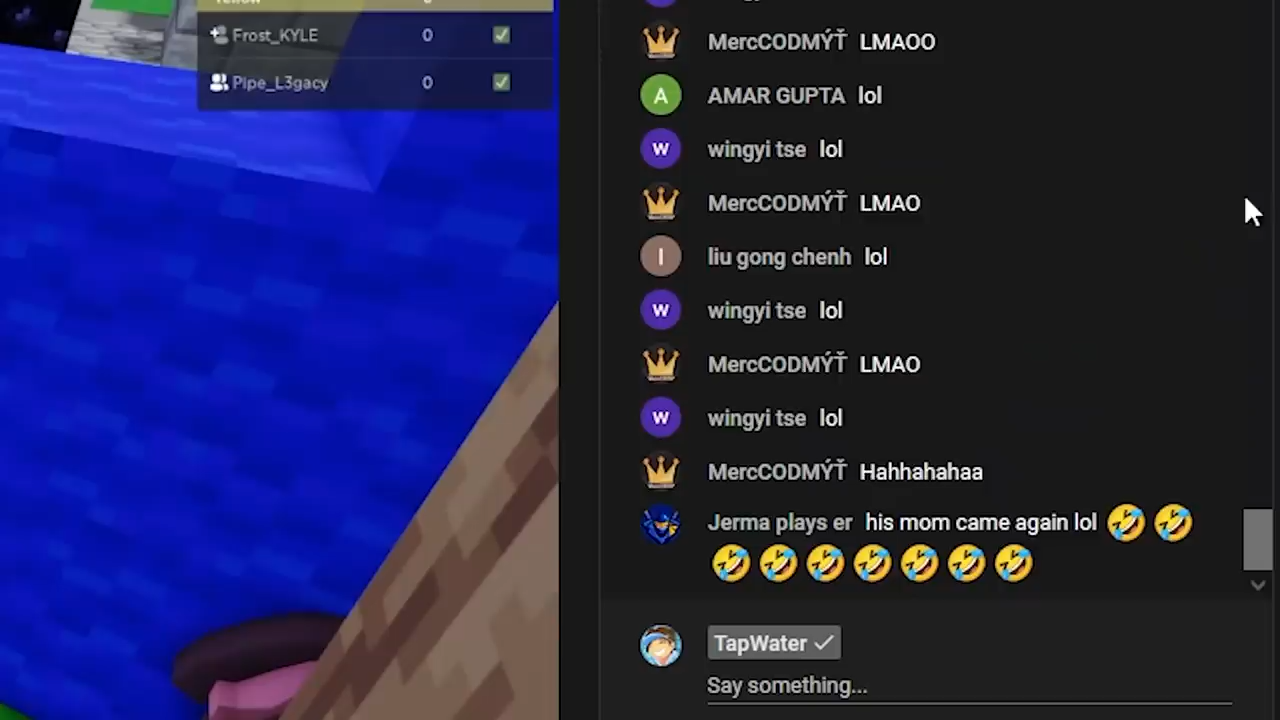 Yellow
Frost_KYLE 0
Pipe_L3gacy 0
MercCODMÝŤ LMAOO
A AMAR GUPTA lol
W wingyi tse lol
MercCODMÝŤ LMAO
l liu gong chenh lol
W wingyi tse lol
MercCODMÝŤ LMAO
W wingyi tse lol
MercCODMÝŤ Hahhahahaa
Jerma plays er his mom came again lol 🤣 🤣
🤣 🤣 🤣 🤣 🤣 🤣 🤣
TapWater ✓
Say something...